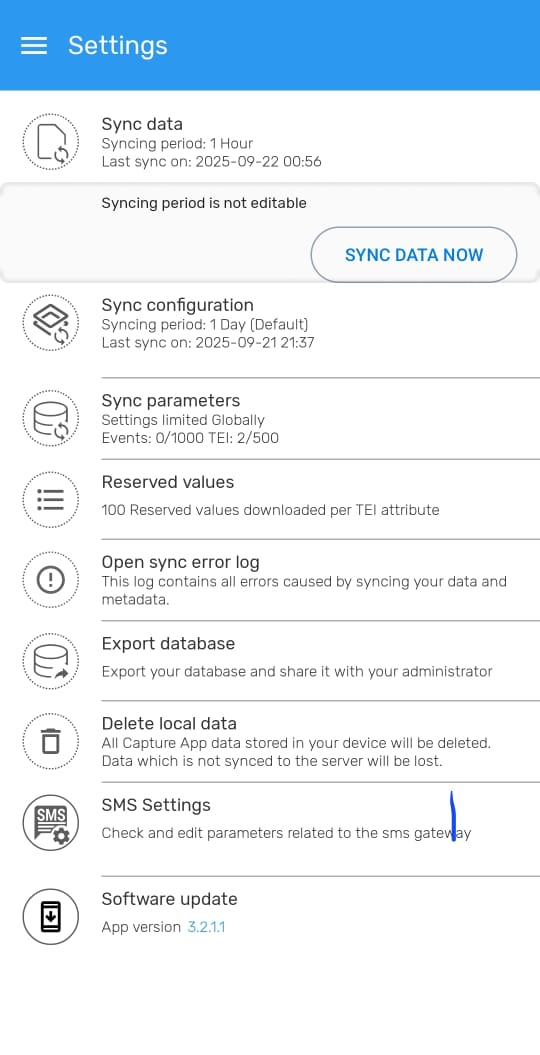 Settings
Sync data
Syncing period: 1 Hour
Last sync on: 2025-09-22 00:56
Syncing period is not editable
SYNC DATA NOW
Sync configuration
Syncing period: 1 Day (Default)
Last sync on: 2025-09-21 21:37
Sync parameters
Settings limited Globally
Events: 0/1000 TEI: 2/500
Reserved values
100 Reserved values downloaded per TEI attribute
Open sync error log
This log contains all errors caused by syncing your data and
metadata.
Export database
Export your database and share it with your administrator
Delete local data
All Capture App data stored in your device will be deleted.
Data which is not synced to the server will be lost.
SMS
SMS Settings
Check and edit parameters related to the sms gateway
Software update
App version 3.2.1.1